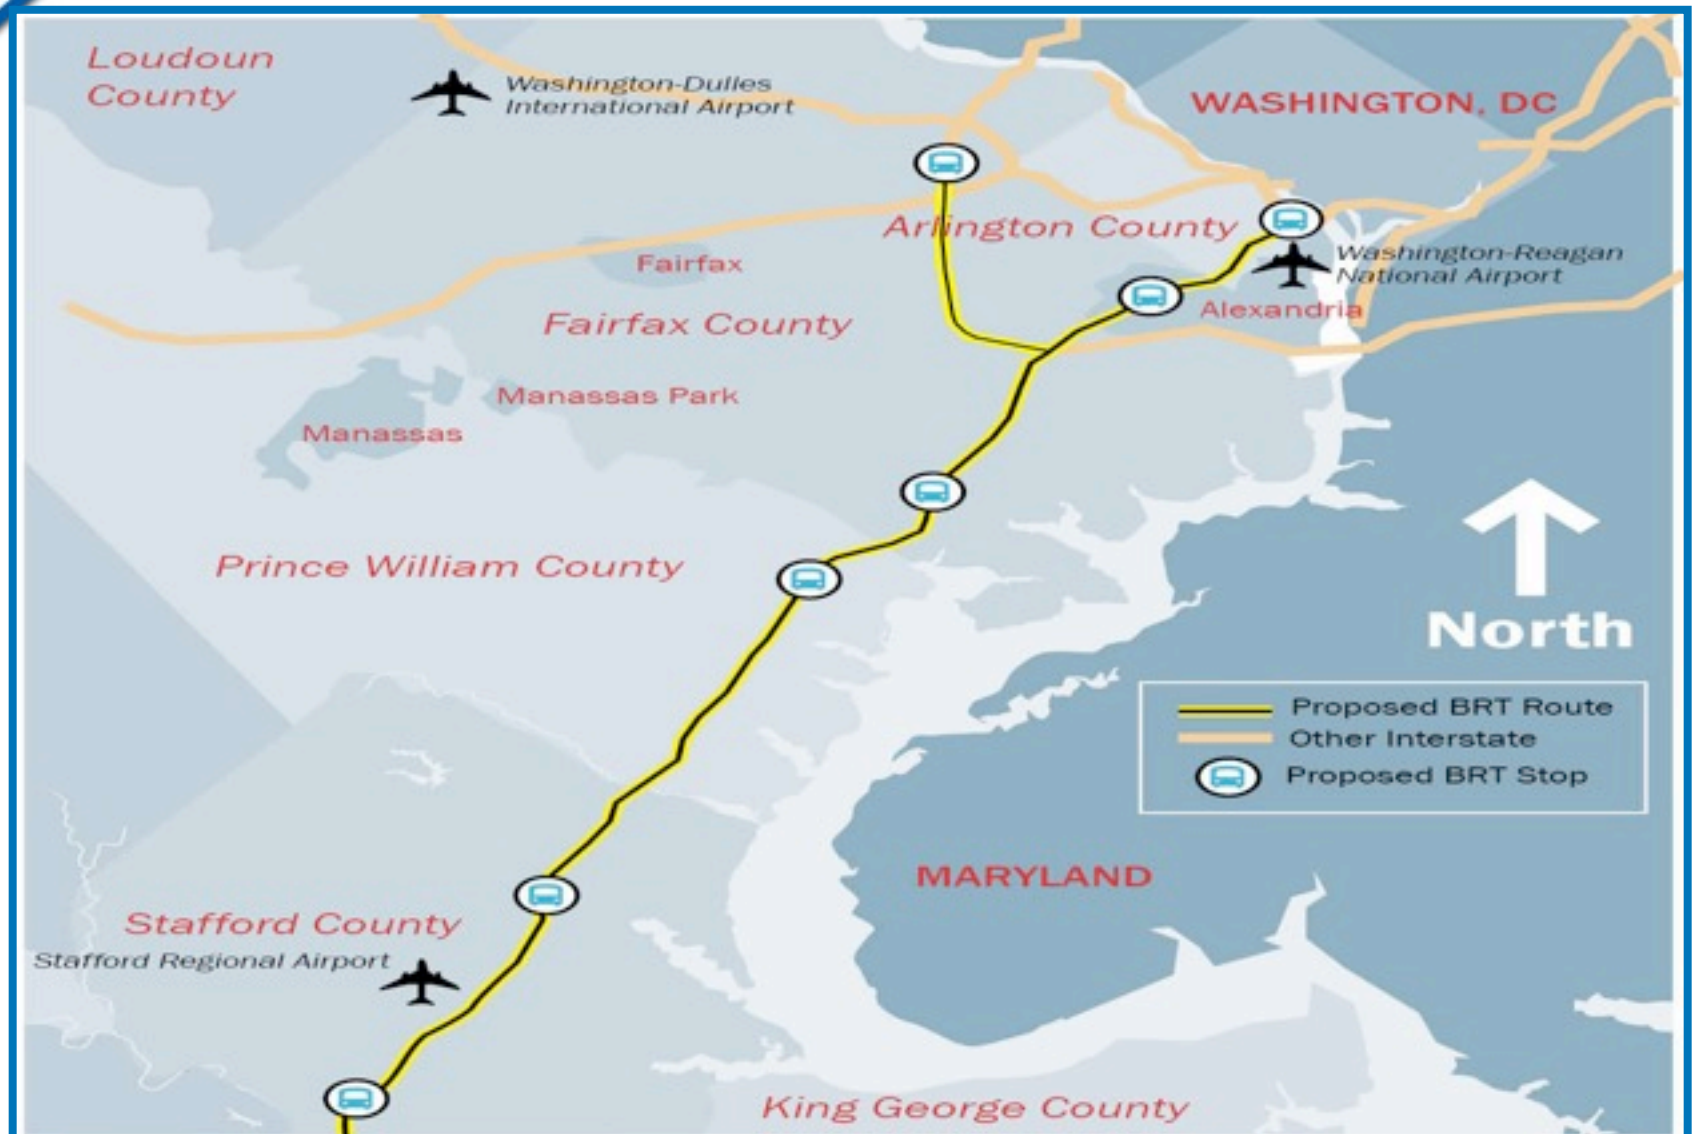 Loudoun
County
Washington-Dulles
International Airport
WASHINGTON, DC
Arlington County
Washington-Reagan
National Airport
Fairfax
Alexandria
Fairfax County
Manassas Park
Manassas
Prince William County
North
Proposed BRT Route
Other Interstate
Proposed BRT Stop
MARYLAND
Stafford County
Stafford Regional Airport
King George County